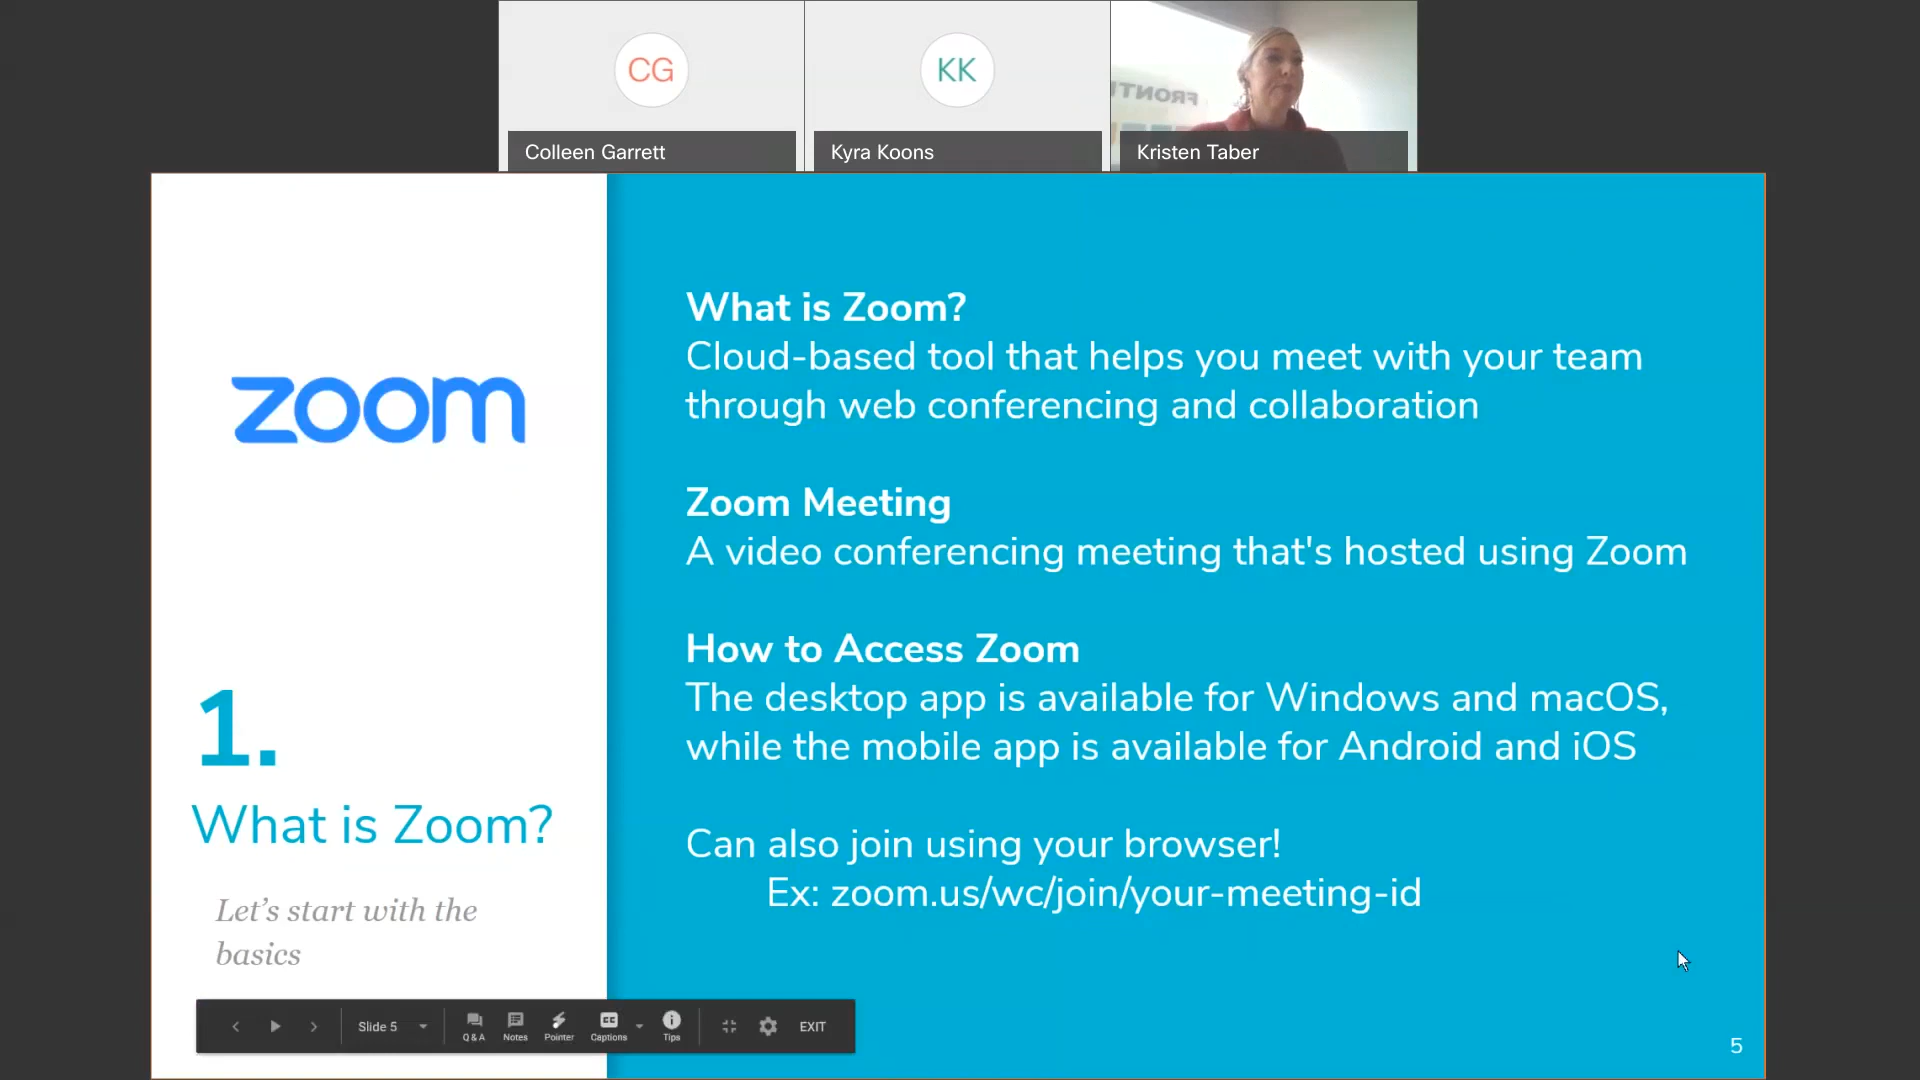 CG
KK
FRONTI
Colleen Garrett
Kyra Koons
Kristen Taber
zoom
1.
What is Zoom?
Let’s start with the
basics
What is Zoom?
Cloud-based tool that helps you meet with your team
through web conferencing and collaboration
Zoom Meeting
A video conferencing meeting that's hosted using Zoom
How to Access Zoom
The desktop app is available for Windows and macOS,
while the mobile app is available for Android and iOS
Can also join using your browser!
Ex: zoom.us/wc/join/your-meeting-id
Slide 5
Q & A
Notes
Pointer
CC
Captions
Tips
EXIT
5